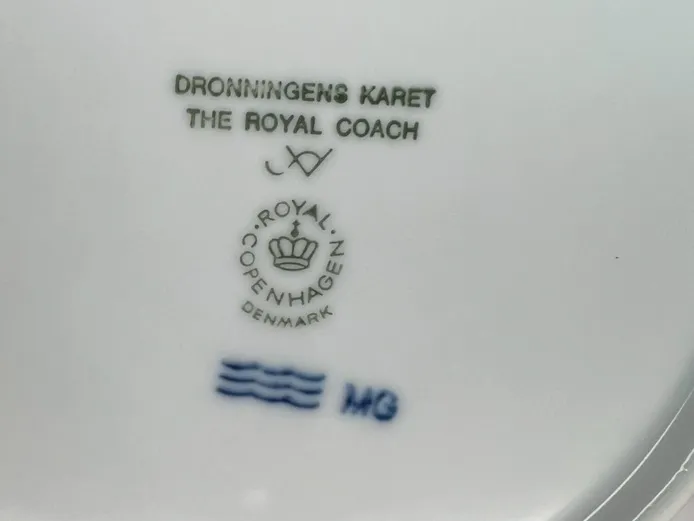 DRONNINGENS KARET
THE ROYAL COACH
ROYAL
COPENHAGEN
DENMARK
MG